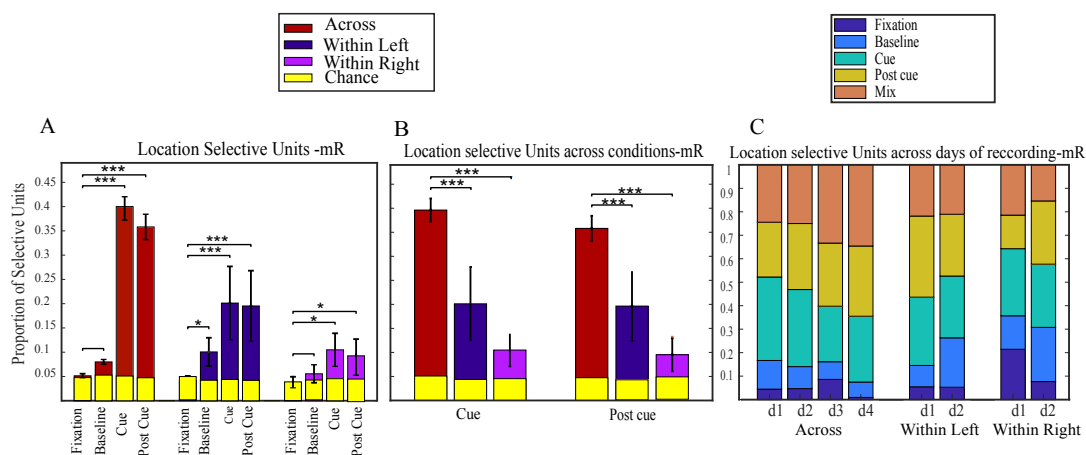 Across
Within Left
Within Right
Chance
Fixation
Baseline
Cue
Post cue
Mix
A
Location Selective Units -mR
Proportion of Selective Units
0.45
0.4
0.35
0.3
0.25
0.2
0.15
0.1
0.05
***
***
***
***
*
*
*
Fixation
Baseline
Cue
Post Cue
Fixation
Baseline
Cue
Post Cue
Fixation
Baseline
Cue
Post Cue
B
Location selective Units across conditions-mR
***
***
***
***
Cue
Post cue
C
Location selective Units across days of reccording-mR
1
0.9
0.8
0.7
0.6
0.5
0.4
0.3
0.2
0.1
d1 d2 d3 d4 d1 d2 d1 d2
Across Within Left Within Right